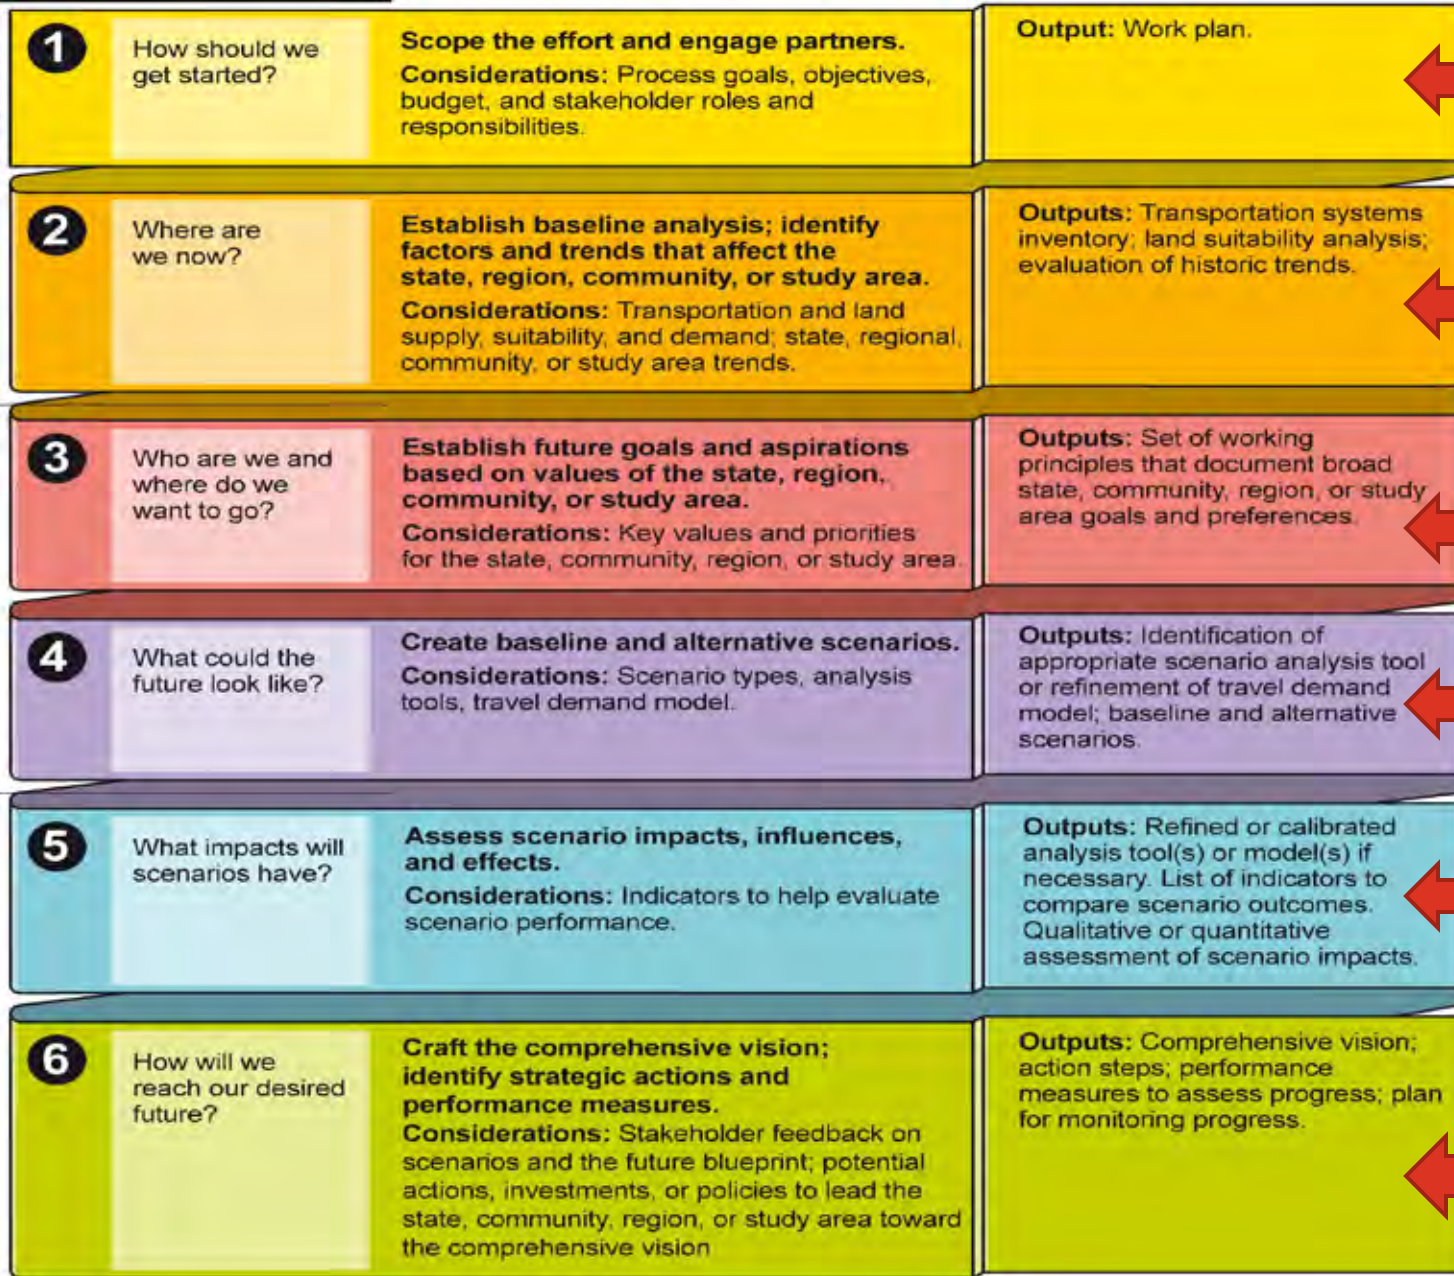 1
How should we
get started?
Scope the effort and engage partners.
Considerations: Process goals, objectives,
budget, and stakeholder roles and
responsibilities.
Output: Work plan.
2
Where are
we now?
Establish baseline analysis; identify
factors and trends that affect the
state, region, community, or study area.
Considerations: Transportation and land
supply, suitability, and demand; state, regional,
community, or study area trends.
Outputs: Transportation systems
inventory; land suitability analysis;
evaluation of historic trends.
3
Who are we and
where do we
want to go?
Establish future goals and aspirations
based on values of the state, region,
community, or study area.
Considerations: Key values and priorities
for the state, community, region, or study area.
Outputs: Set of working
principles that document broad
state, community, region, or study
area goals and preferences.
4
What could the
future look like?
Create baseline and alternative scenarios.
Considerations: Scenario types, analysis
tools, travel demand model.
Outputs: Identification of
appropriate scenario analysis tool
or refinement of travel demand
model; baseline and alternative
scenarios.
5
What impacts will
scenarios have?
Assess scenario impacts, influences,
and effects.
Considerations: Indicators to help evaluate
scenario performance.
Outputs: Refined or calibrated
analysis tool(s) or model(s) if
necessary. List of indicators to
compare scenario outcomes.
Qualitative or quantitative
assessment of scenario impacts.
6
How will we
reach our desired
future?
Craft the comprehensive vision;
identify strategic actions and
performance measures.
Considerations: Stakeholder feedback on
scenarios and the future blueprint; potential
actions, investments, or policies to lead the
state, community, region, or study area toward
the comprehensive vision
Outputs: Comprehensive vision;
action steps; performance
measures to assess progress; plan
for monitoring progress.